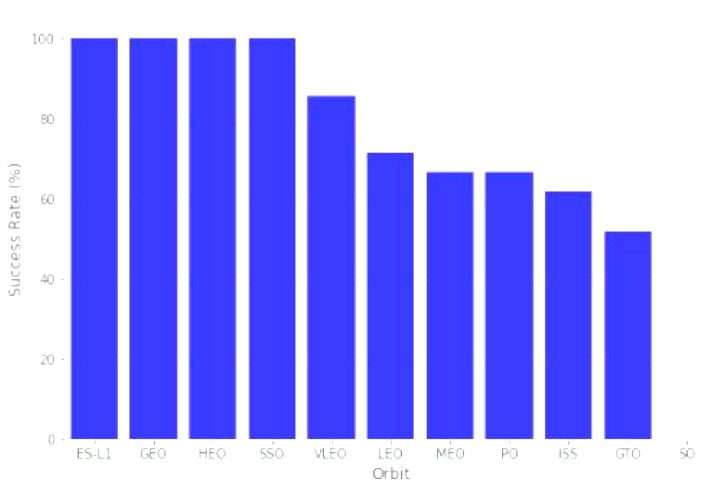 100
80
60
40
20
0
Success Rate (%)
ES-L1 GEO HEO SSO VLEO LEO MEO PO ISS GTO SO
Orbit